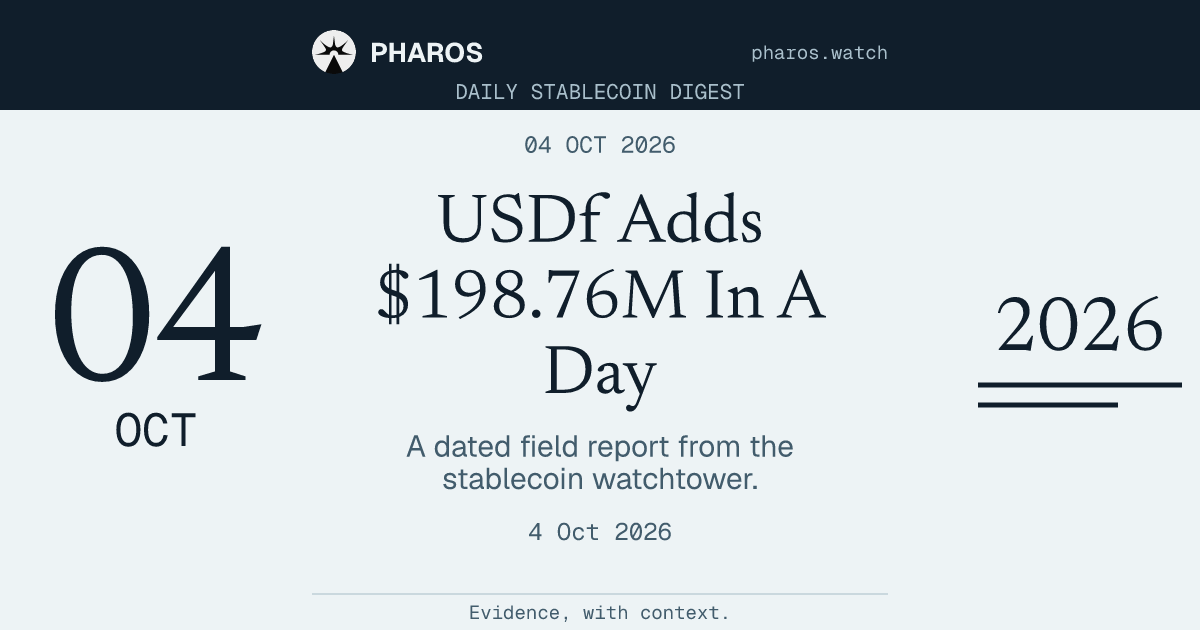 PHAROS
pharos.watch
DAILY STABLECOIN DIGEST
04 OCT 2026
USDf Adds
$198.76M In A
Day
04
OCT
2026
A dated field report from the
stablecoin watchtower.
4 Oct 2026
Evidence, with context.